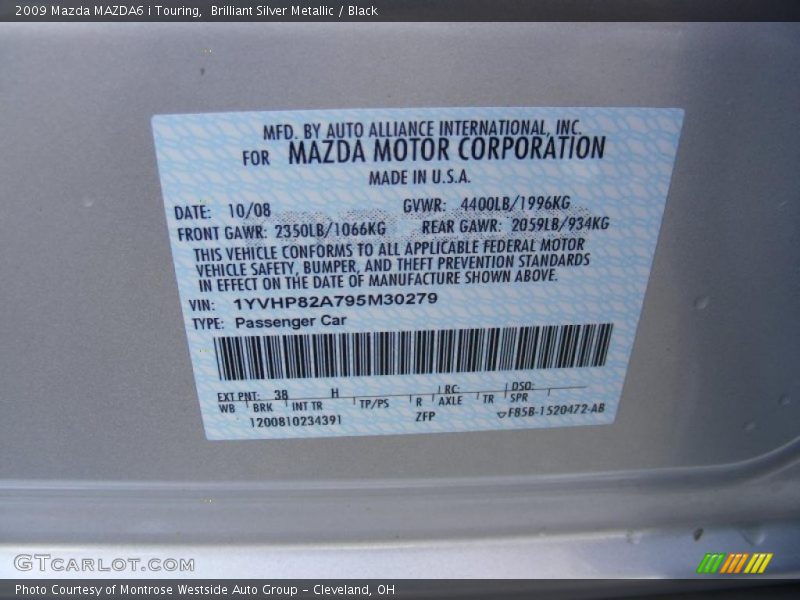 2009 Mazda MAZDA6 i Touring,  Brilliant Silver Metallic / Black
MFD. BY AUTO ALLIANCE INTERNATIONAL, INC.
FOR MAZDA MOTOR CORPORATION
MADE IN U.S.A.
DATE: 10/08 GVWR: 4400LB/1996KG
FRONT GAWR: 2350LB/1066KG REAR GAWR: 2059LB/934KG
THIS VEHICLE CONFORMS TO ALL APPLICABLE FEDERAL MOTOR
VEHICLE SAFETY, BUMPER, AND THEFT PREVENTION STANDARDS
IN EFFECT ON THE DATE OF MANUFACTURE SHOWN ABOVE.
VIN: 1YVHP82A795M30279
TYPE: Passenger Car
EXT PNT: 38 H RC: DSO:
WB BRK INT TR TP/PS R AXLE TR SPR
1200810234391 ZFP F85B-1520472-AB
GTCARLOT.COM
Photo Courtesy of Montrose Westside Auto Group - Cleveland, OH